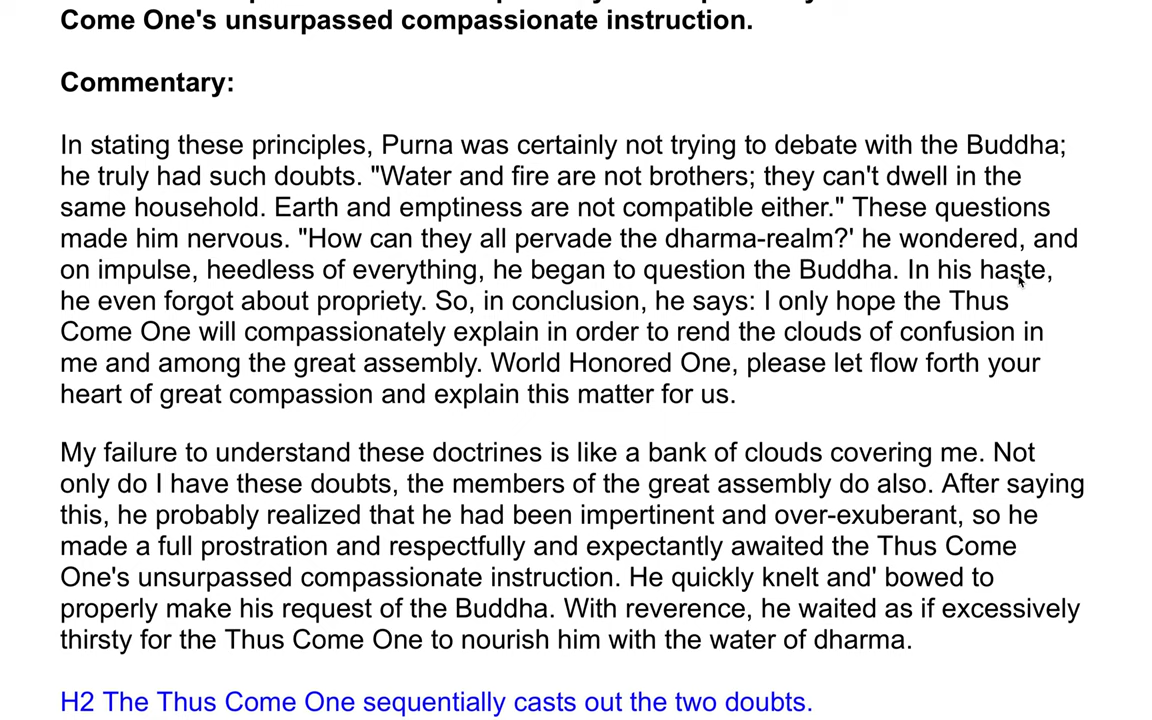 Come One's unsurpassed compassionate instruction.
Commentary:
In stating these principles, Purna was certainly not trying to debate with the Buddha;
he truly had such doubts. "Water and fire are not brothers; they can't dwell in the
same household. Earth and emptiness are not compatible either." These questions
made him nervous. "How can they all pervade the dharma-realm?' he wondered, and
on impulse, heedless of everything, he began to question the Buddha. In his haste,
he even forgot about propriety. So, in conclusion, he says: I only hope the Thus
Come One will compassionately explain in order to rend the clouds of confusion in
me and among the great assembly. World Honored One, please let flow forth your
heart of great compassion and explain this matter for us.
My failure to understand these doctrines is like a bank of clouds covering me. Not
only do I have these doubts, the members of the great assembly do also. After saying
this, he probably realized that he had been impertinent and over-exuberant, so he
made a full prostration and respectfully and expectantly awaited the Thus Come
One's unsurpassed compassionate instruction. He quickly knelt and' bowed to
properly make his request of the Buddha. With reverence, he waited as if excessively
thirsty for the Thus Come One to nourish him with the water of dharma.
H2 The Thus Come One sequentially casts out the two doubts.